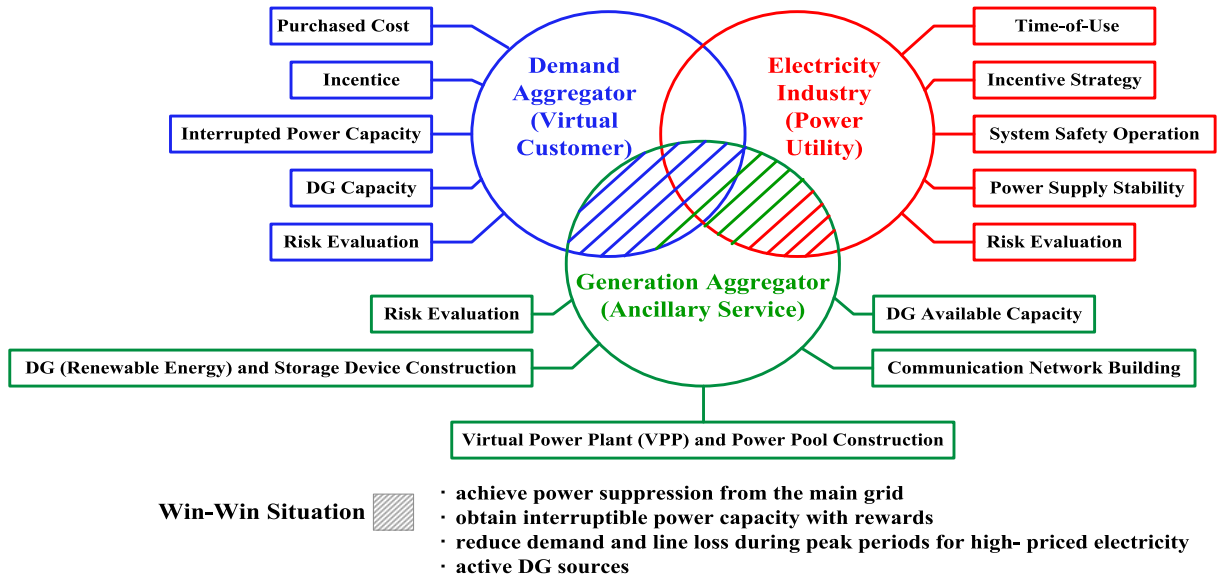 Purchased Cost
Incentice
Interrupted Power Capacity
DG Capacity
Risk Evaluation
Demand
Aggregator
(Virtual
Customer)
Electricity
Industry
(Power
Utility)
Time-of-Use
Incentive Strategy
System Safety Operation
Power Supply Stability
Risk Evaluation
Generation Aggregator
(Ancillary Service)
Risk Evaluation
DG (Renewable Energy) and Storage Device Construction
DG Available Capacity
Communication Network Building
Virtual Power Plant (VPP) and Power Pool Construction
Win-Win Situation
· achieve power suppression from the main grid
· obtain interruptible power capacity with rewards
· reduce demand and line loss during peak periods for high- priced electricity
· active DG sources